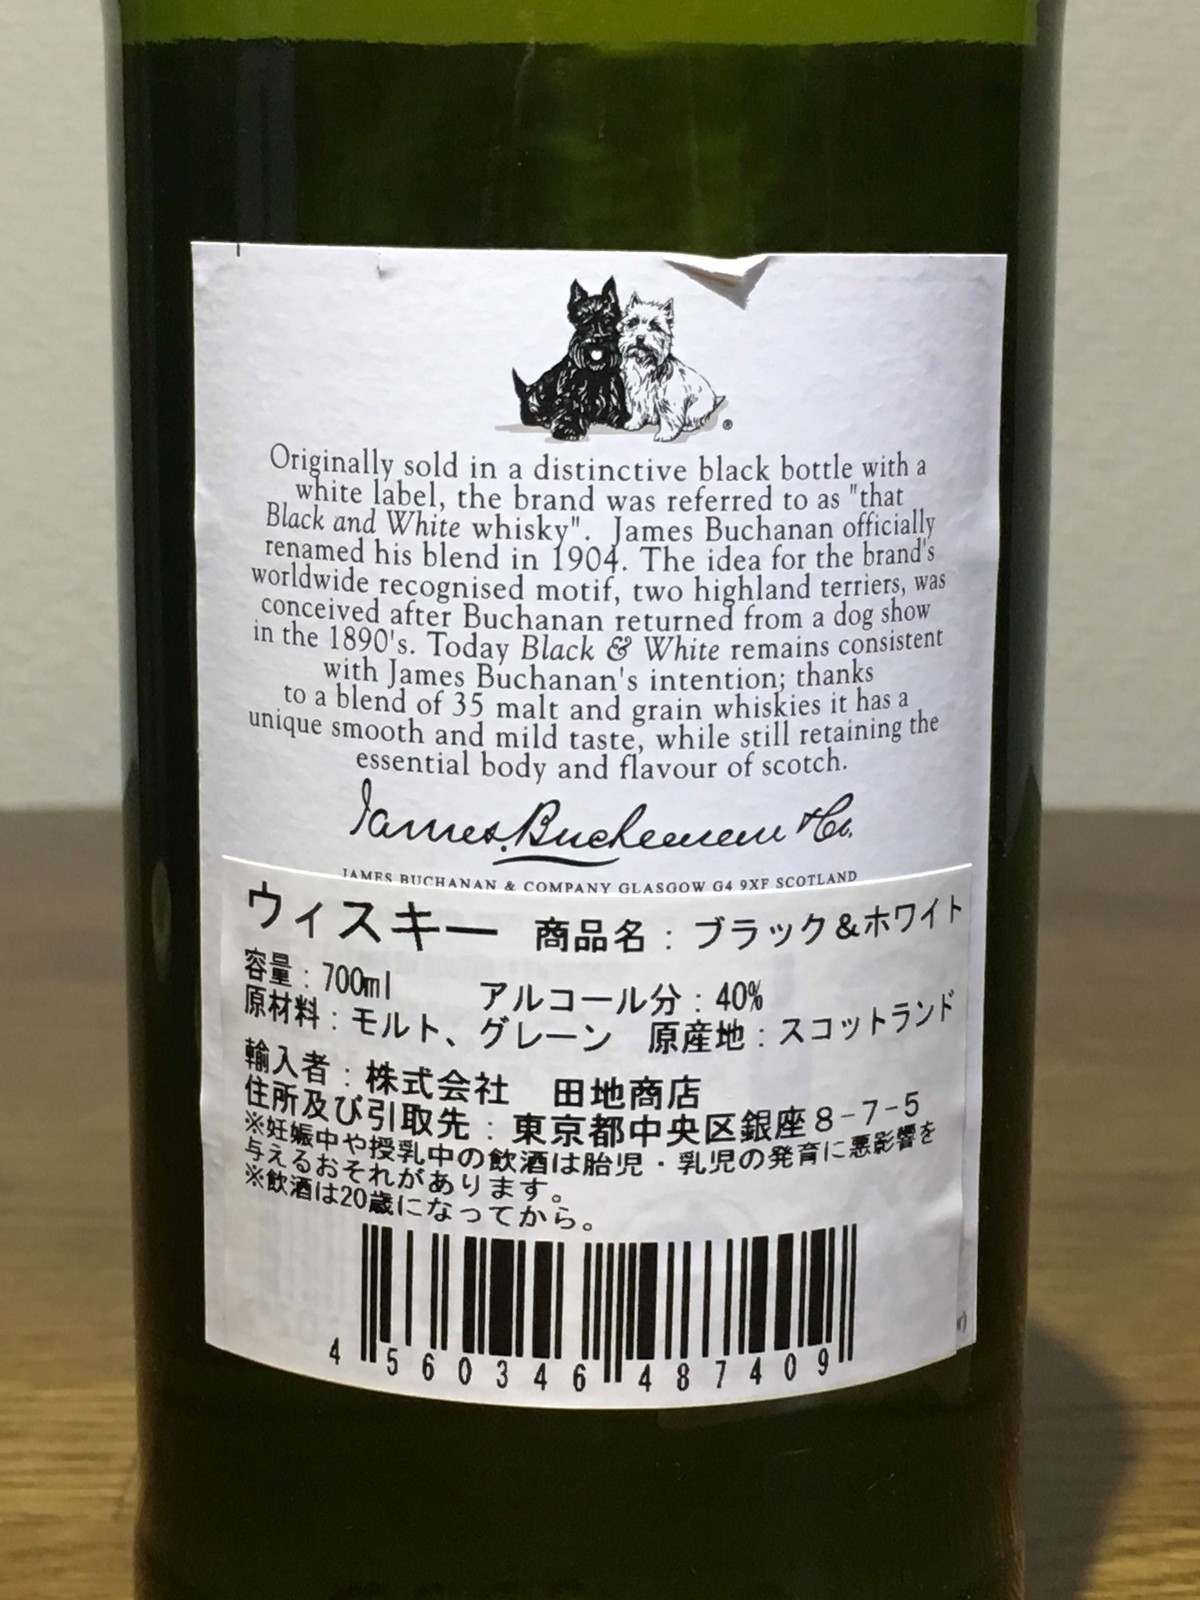 ®
Originally sold in a distinctive black bottle with a
white label, the brand was referred to as "that
Black and White whisky". James Buchanan officially
renamed his blend in 1904. The idea for the brand's
worldwide recognised motif, two highland terriers, was
conceived after Buchanan returned from a dog show
in the 1890's. Today Black & White remains consistent
with James Buchanan's intention; thanks
to a blend of 35 malt and grain whiskies it has a
unique smooth and mild taste, while still retaining the
essential body and flavour of scotch.
James Buchanan & Co.
JAMES BUCHANAN & COMPANY GLASGOW G4 9XF SCOTLAND
ウィスキー 商品名：ブラック＆ホワイト
容量：700ml アルコール分：40%
原材料：モルト、グレーン 原産地：スコットランド
輸入者：株式会社 田地商店
住所及び引取先：東京都中央区銀座8-7-5
※妊娠中や授乳中の飲酒は胎児・乳児の発育に悪影響を
与えるおそれがあります。
※飲酒は20歳になってから。
4 560346 487409